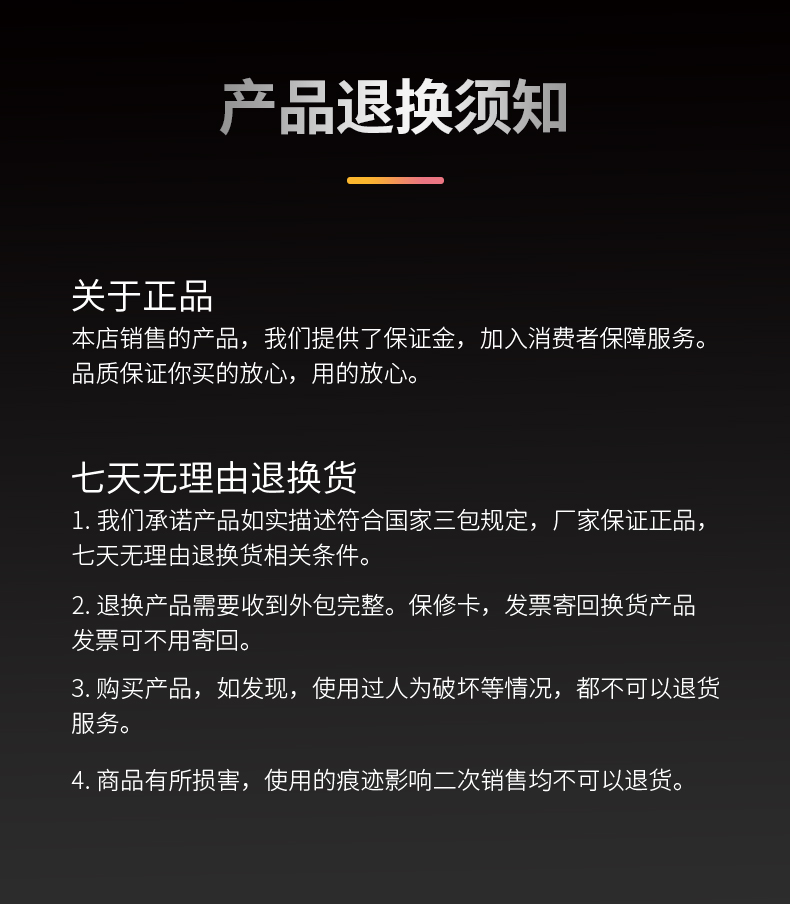 产品退换须知
关于正品
本店销售的产品，我们提供了保证金，加入消费者保障服务。
品质保证你买的放心，用的放心。
七天无理由退换货
1. 我们承诺产品如实描述符合国家三包规定，厂家保证正品，
七天无理由退换货相关条件。
2. 退换产品需要收到外包完整。保修卡，发票寄回换货产品
发票可不用寄回。
3. 购买产品，如发现，使用过人为破坏等情况，都不可以退货
服务。
4. 商品有所损害，使用的痕迹影响二次销售均不可以退货。